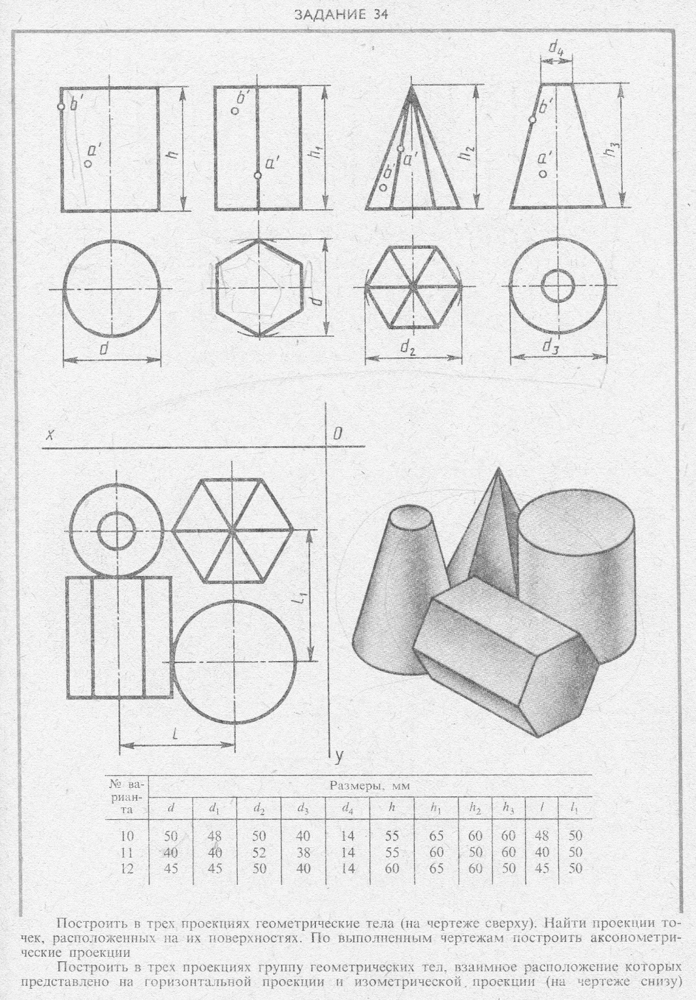 ЗАДАНИЕ 34
d₄
b'
a'
h
b'
a'
h₁
b'
a'
h₂
b'
a'
h₃
d
d
d₂
d₃
x
0
L₁
L
y
№ ва-
риан-
та
Размеры, мм
d d₁ d₂ d₃ d₄ h h₁ h₂ h₃ l l₁
10 50 48 50 40 14 55 65 60 60 48 50
11 40 40 52 38 14 55 60 50 60 40 50
12 45 45 50 40 14 60 65 60 50 45 50
Построить в трех проекциях геометрические тела (на чертеже сверху). Найти проекции то-
чек, расположенных на их поверхностях. По выполненным чертежам построить аксонометри-
ческие проекции
Построить в трех проекциях группу геометрических тел, взаимное расположение которых
представлено на горизонтальной проекции и изометрической проекции (на чертеже снизу)